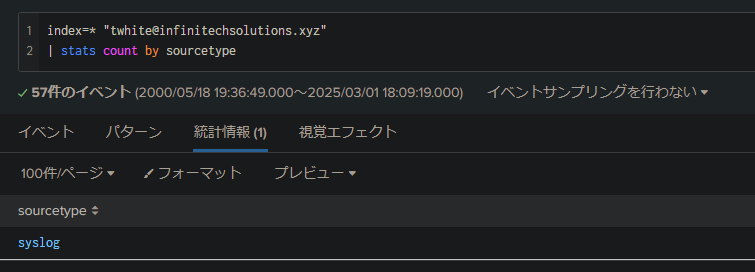 1 index=* "twhite@infinitechsolutions.xyz"
2 | stats count by sourcetype
✓ 57件のイベント (2000/05/18 19:36:49.000～2025/03/01 18:09:19.000) イベントサンプリングを行わない ▾
イベント パターン 統計情報 (1) 視覚エフェクト
100件/ページ ▾ フォーマット プレビュー ▾
sourcetype
syslog